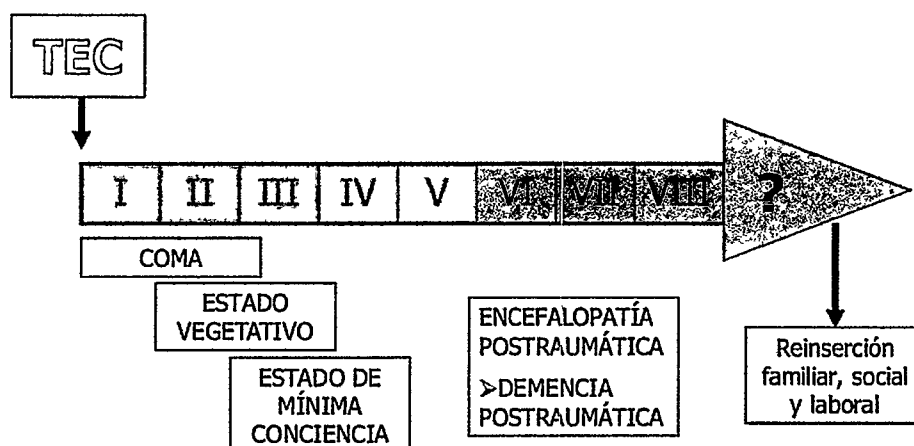 TEC
I II III IV V VI VII VIII ?
COMA
ESTADO
VEGETATIVO
ESTADO DE
MÍNIMA
CONCIENCIA
ENCEFALOPATÍA
POSTRAUMÁTICA
➢DEMENCIA
POSTRAUMÁTICA
Reinserción
familiar, social
y laboral